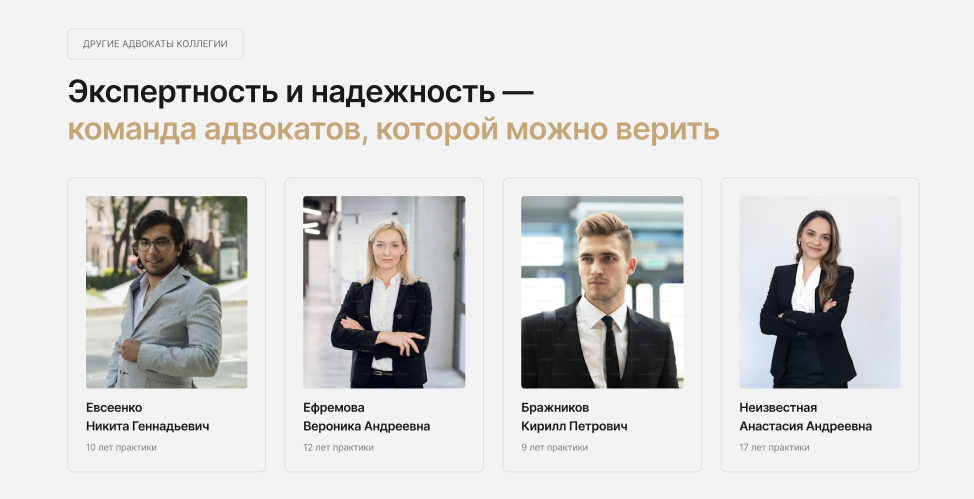 ДРУГИЕ АДВОКАТЫ КОЛЛЕГИИ
Экспертность и надежность —
команда адвокатов, которой можно верить
Евсеенко
Никита Геннадьевич
10 лет практики
Ефремова
Вероника Андреевна
12 лет практики
Бражников
Кирилл Петрович
9 лет практики
Неизвестная
Анастасия Андреевна
17 лет практики